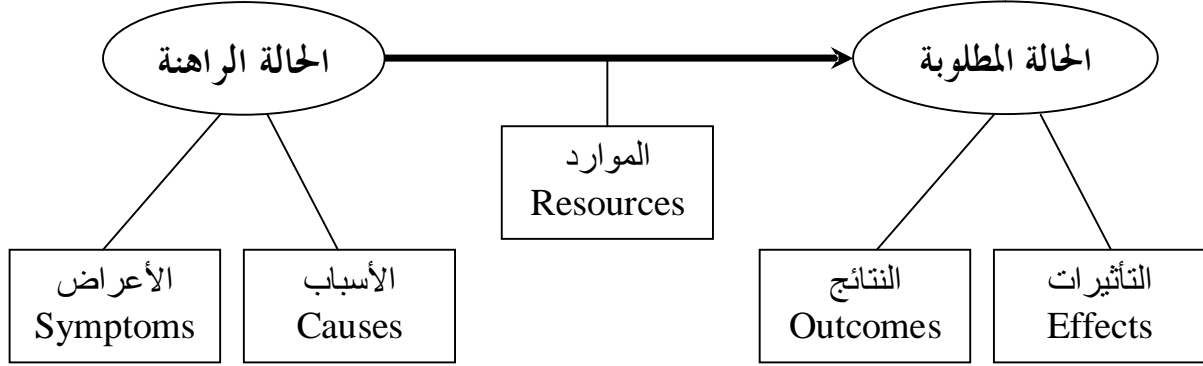 الحالة الراهنة
الحالة المطلوبة
الموارد
Resources
الأعراض
Symptoms
الأسباب
Causes
النتائج
Outcomes
التأثيرات
Effects